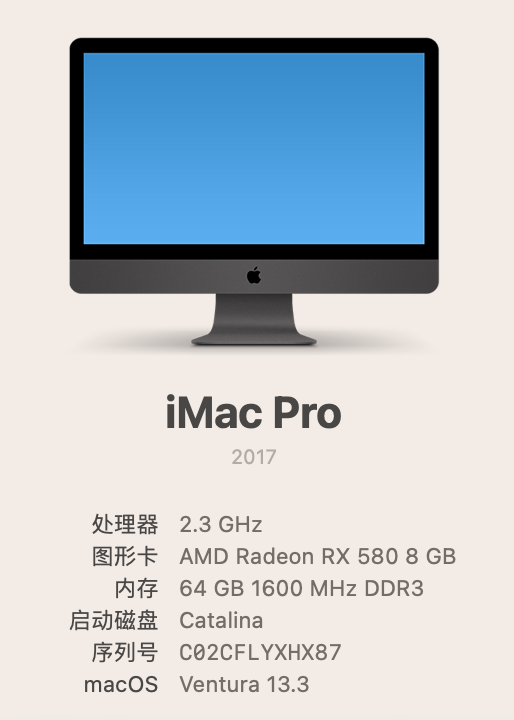 iMac Pro
2017
处理器 2.3 GHz
图形卡 AMD Radeon RX 580 8 GB
内存 64 GB 1600 MHz DDR3
启动磁盘 Catalina
序列号 C02CFLYXHX87
macOS Ventura 13.3